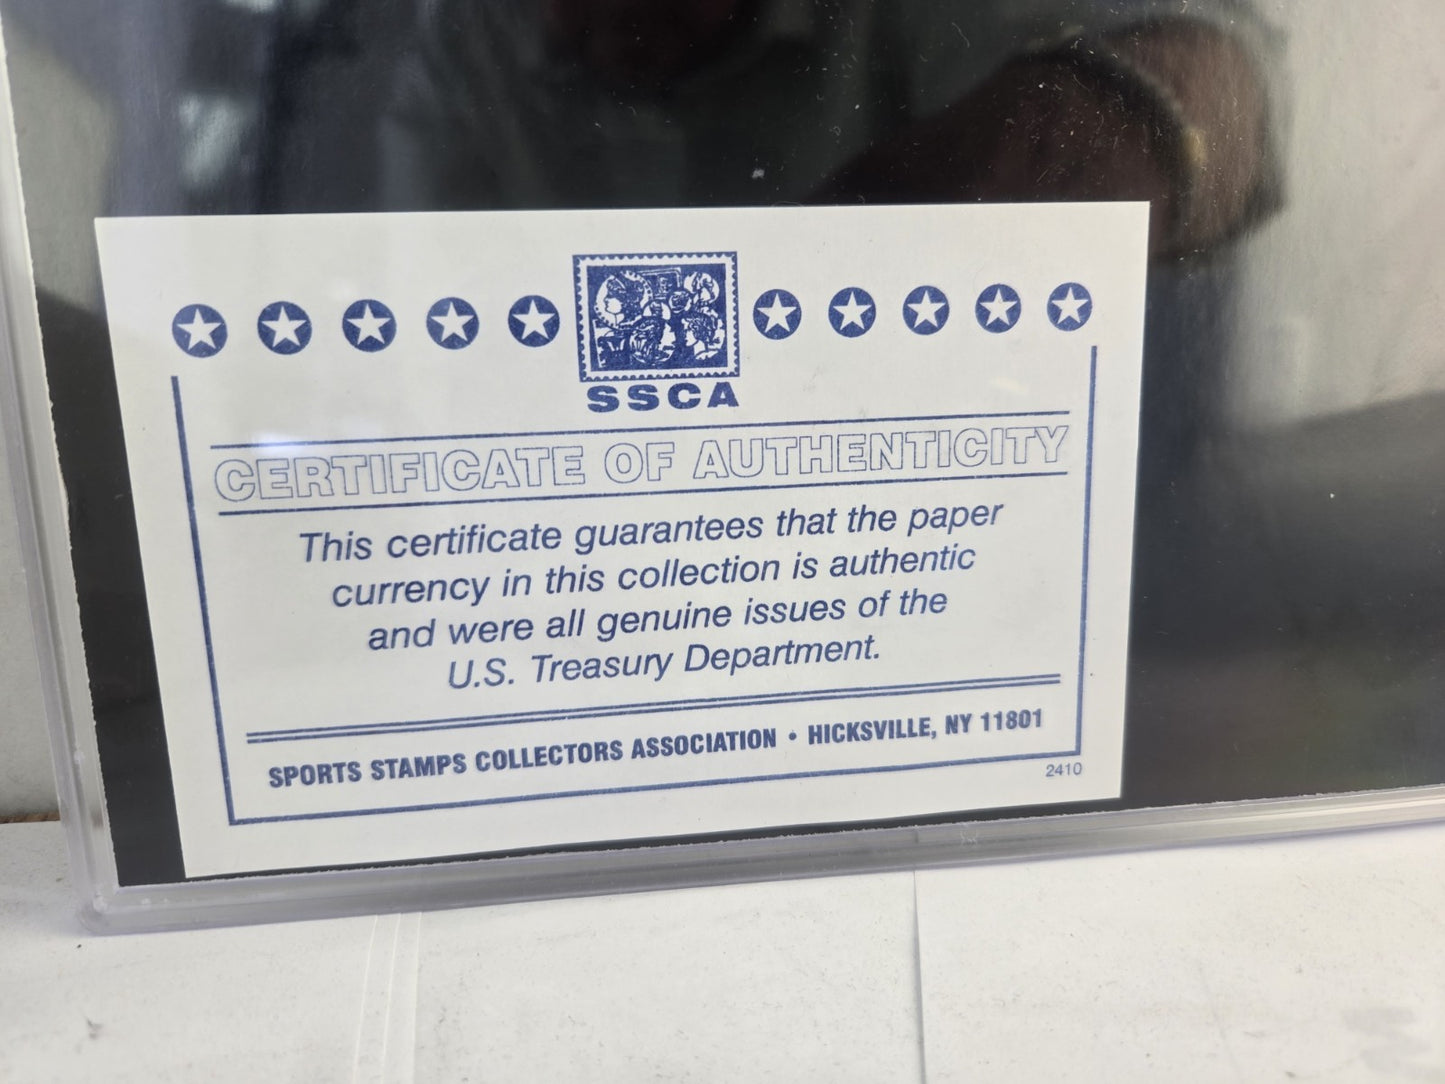 SSCA
CERTIFICATE OF AUTHENTICITY
This certificate guarantees that the paper
currency in this collection is authentic
and were all genuine issues of the
U.S. Treasury Department.
SPORTS STAMPS COLLECTORS ASSOCIATION • HICKSVILLE, NY 11801
2410